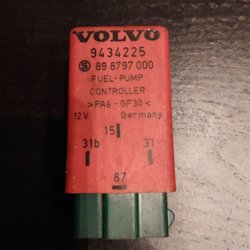 VOLVO
9434225
89 8797 000
FUEL-PUMP
CONTROLLER
>PA6-GF30<
12V Germany
15
31b 31
87